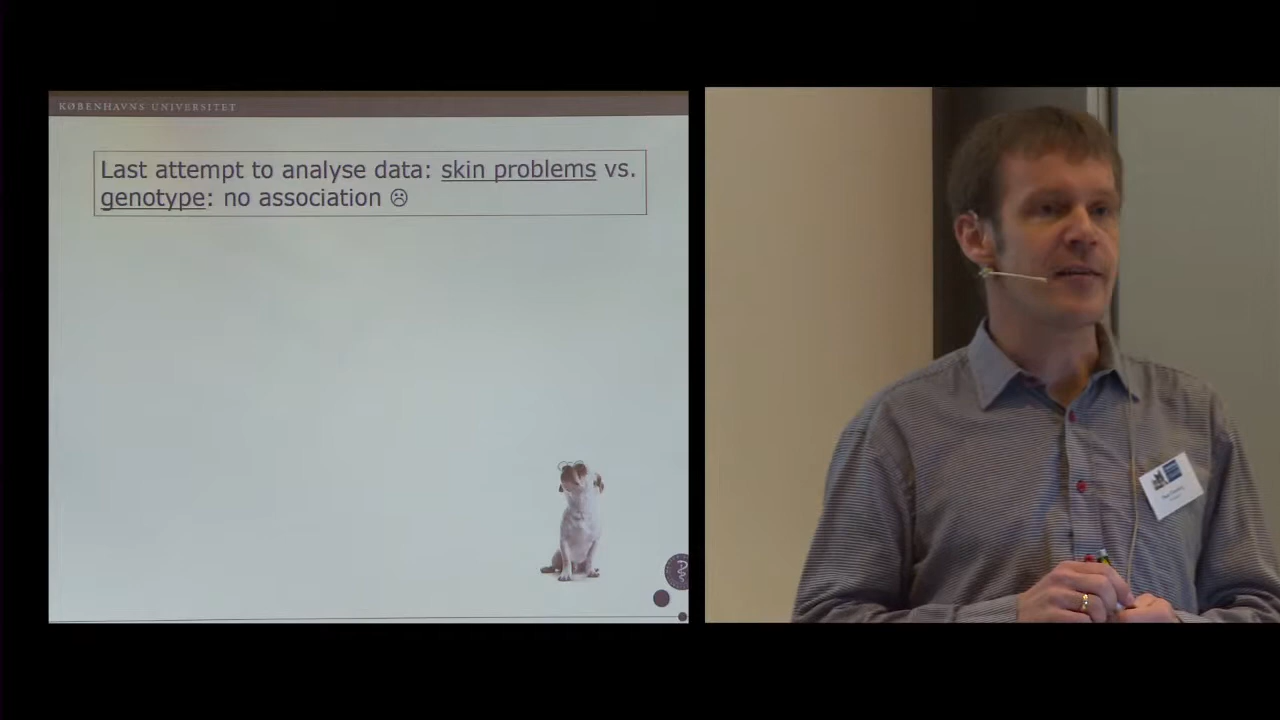 KØBENHAVNS UNIVERSITET
Last attempt to analyse data: skin problems vs.
genotype: no association ☹